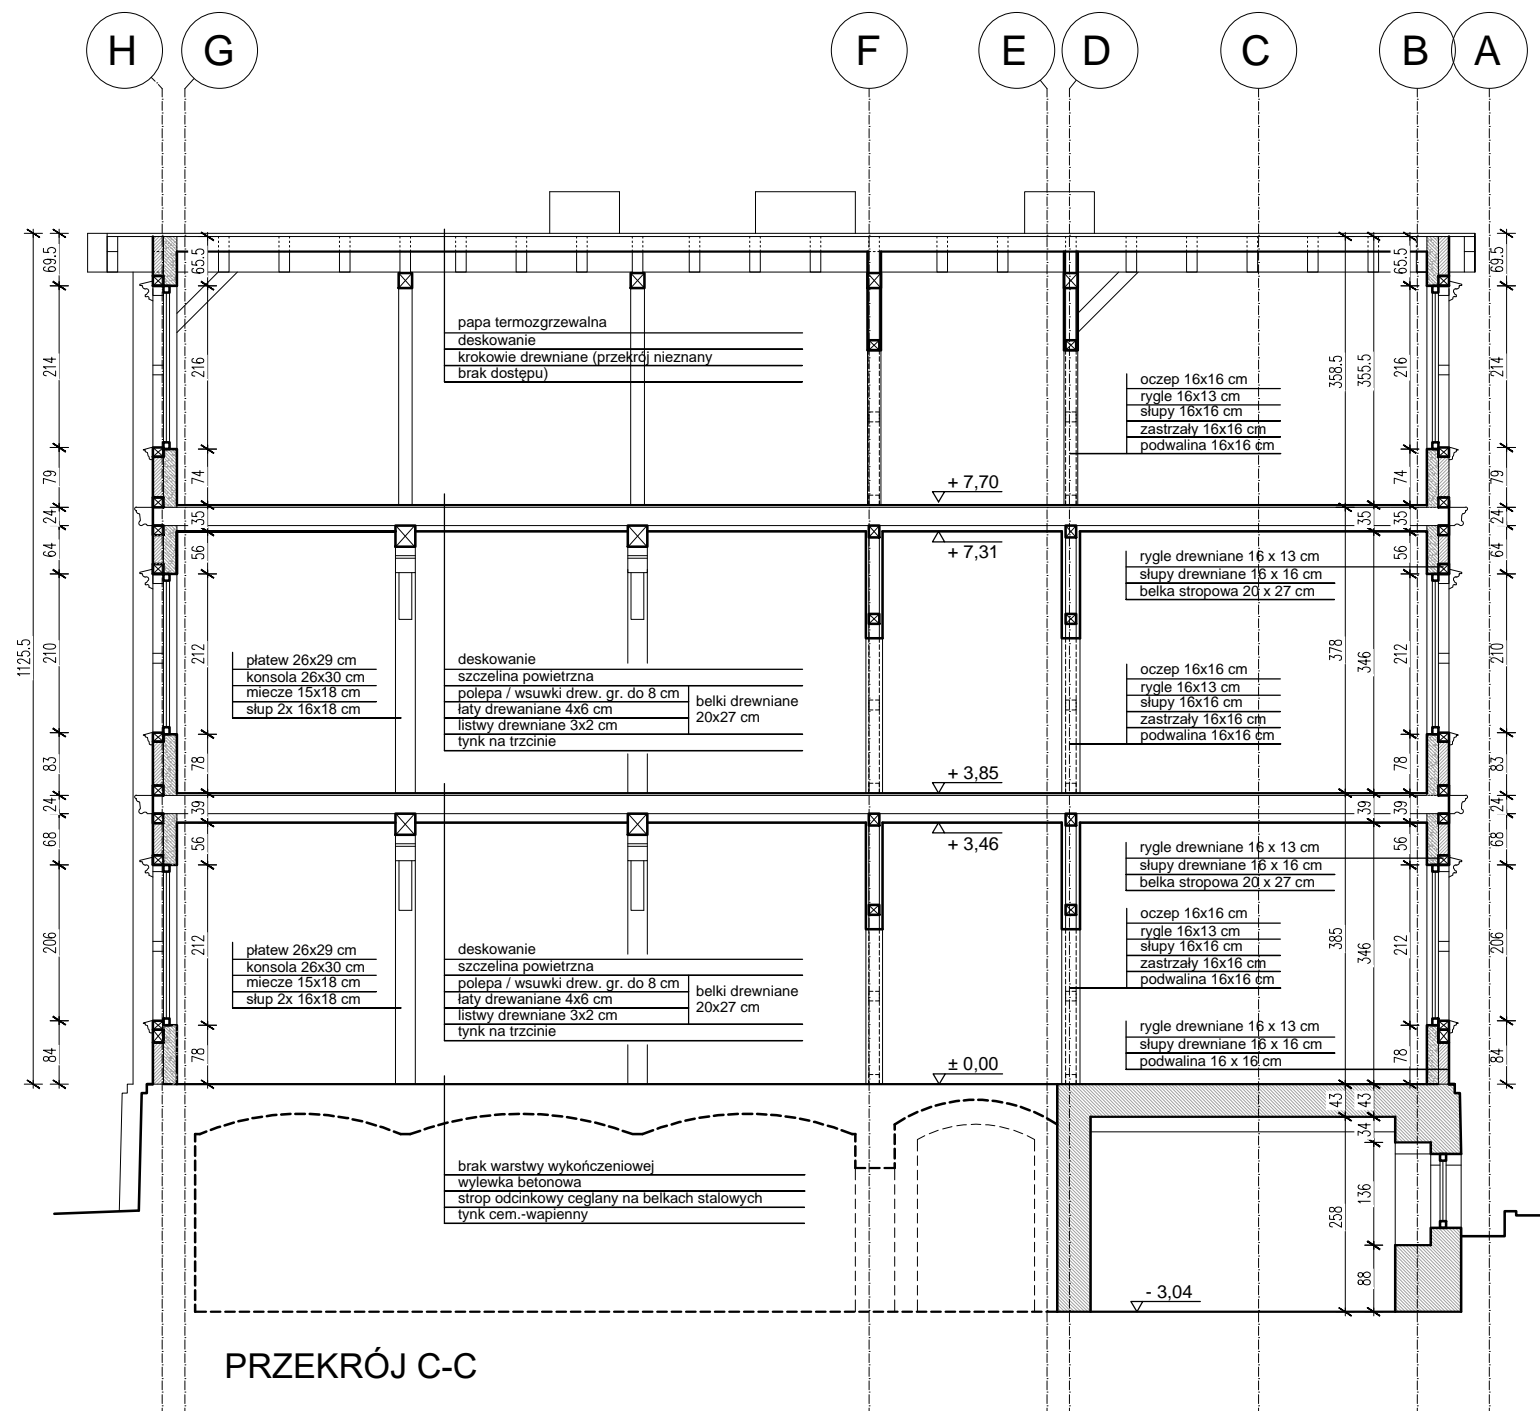 H G F E D C B A
papa termozgrzewalna
deskowanie
krokowie drewniane (przekrój nieznany
brak dostępu)
oczep 16x16 cm
rygle 16x13 cm
słupy 16x16 cm
zastrzały 16x16 cm
podwalina 16x16 cm
+ 7,70
+ 7,31
rygle drewniane 16 x 13 cm
słupy drewniane 16 x 16 cm
belka stropowa 20 x 27 cm
płatew 26x29 cm
konsola 26x30 cm
miecze 15x18 cm
słup 2x 16x18 cm
deskowanie
szczelina powietrzna
polepa / wsuwki drew. gr. do 8 cm
łaty drewaniane 4x6 cm
listwy drewniane 3x2 cm
tynk na trzcinie
belki drewniane
20x27 cm
oczep 16x16 cm
rygle 16x13 cm
słupy 16x16 cm
zastrzały 16x16 cm
podwalina 16x16 cm
+ 3,85
+ 3,46
rygle drewniane 16 x 13 cm
słupy drewniane 16 x 16 cm
belka stropowa 20 x 27 cm
płatew 26x29 cm
konsola 26x30 cm
miecze 15x18 cm
słup 2x 16x18 cm
deskowanie
szczelina powietrzna
polepa / wsuwki drew. gr. do 8 cm
łaty drewaniane 4x6 cm
listwy drewniane 3x2 cm
tynk na trzcinie
belki drewniane
20x27 cm
oczep 16x16 cm
rygle 16x13 cm
słupy 16x16 cm
zastrzały 16x16 cm
podwalina 16x16 cm
rygle drewniane 16 x 13 cm
słupy drewniane 16 x 16 cm
podwalina 16 x 16 cm
± 0,00
brak warstwy wykończeniowej
wylewka betonowa
strop odcinkowy ceglany na belkach stalowych
tynk cem.-wapienny
- 3,04
1125.5
69.5
214
79
24
64
210
83
24
68
206
84
65.5
216
74
35
56
212
78
39
56
212
78
358.5
378
385
43
258
355.5
35
346
39
346
43
34
136
88
65.5
216
74
35
56
212
78
39
56
212
78
69.5
214
79
24
64
210
83
24
68
206
84
PRZEKRÓJ C-C